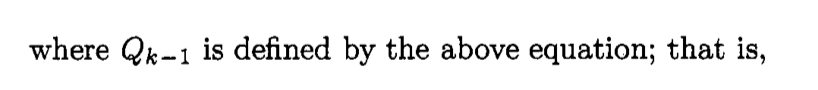 where Q_{k-1} is defined by the above equation; that is,